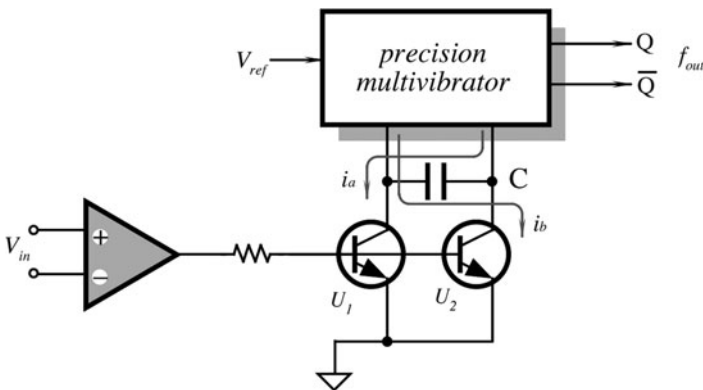 precision
multivibrator
V_ref
Q
Q̅
f_out
i_a
C
i_b
V_in
+
−
U_1
U_2